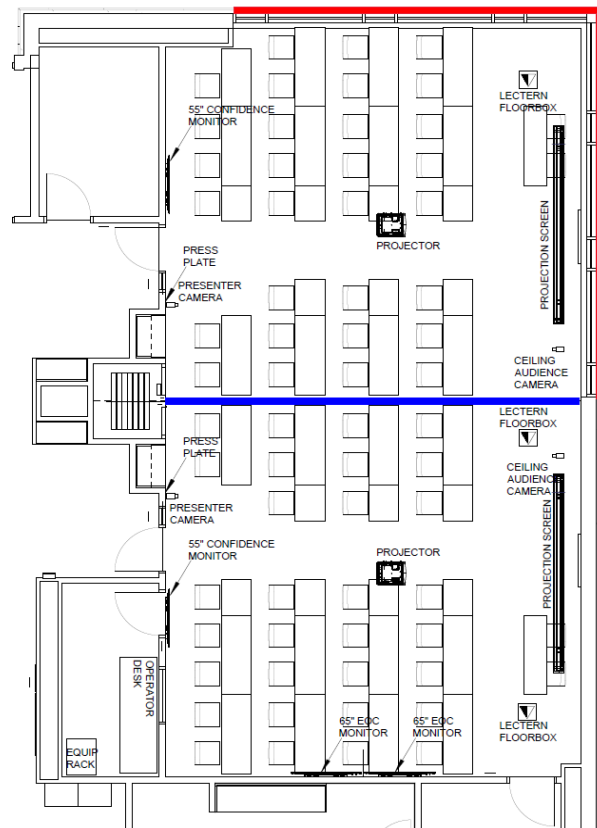 LECTERN
FLOORBOX
55" CONFIDENCE
MONITOR
PROJECTION SCREEN
PROJECTOR
PRESS
PLATE
PRESENTER
CAMERA
CEILING
AUDIENCE
CAMERA
LECTERN
FLOORBOX
PRESS
PLATE
CEILING
AUDIENCE
CAMERA
PRESENTER
CAMERA
PROJECTION SCREEN
55" CONFIDENCE
MONITOR
PROJECTOR
OPERATOR
DESK
65" EOC
MONITOR
65" EOC
MONITOR
LECTERN
FLOORBOX
EQUIP
RACK